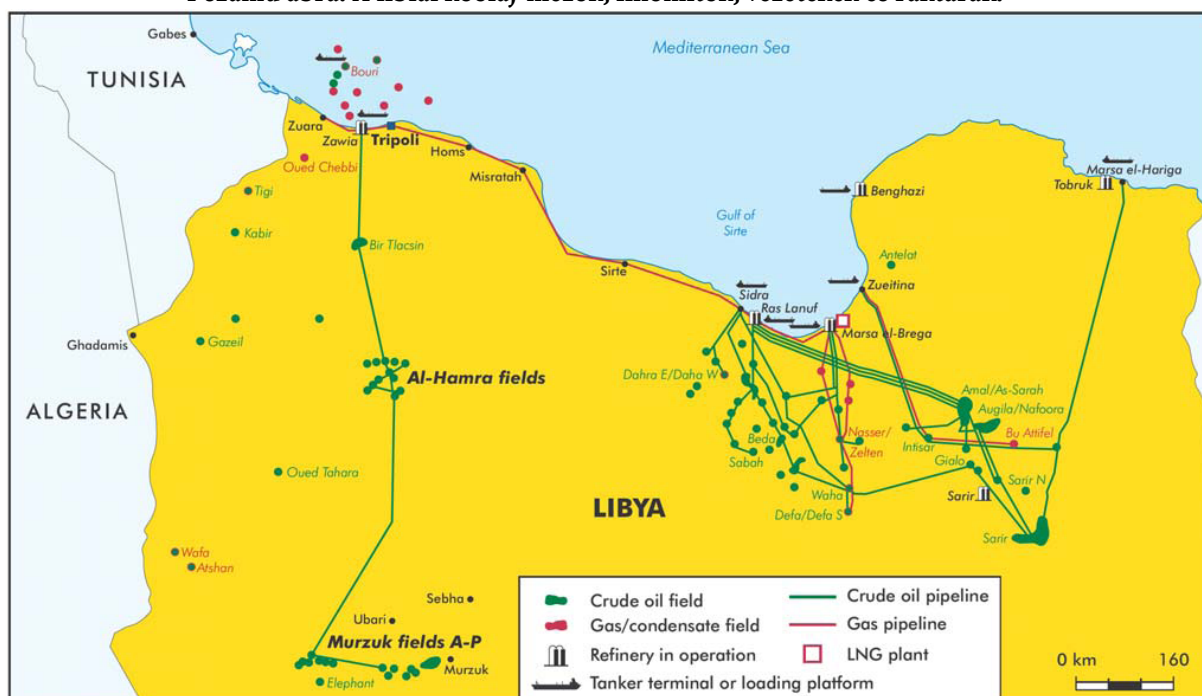 Gabes
Mediterranean Sea
TUNISIA
Bouri
Zuara
Zawia
Tripoli
Homs
Misratah
Oued Chebbi
Tigi
Kabir
Bir Tlacsin
Gulf of
Sirte
Benghazi
Marsa el-Hariga
Tobruk
Antelat
Sirte
Zueitina
Sidra
Ras Lanuf
Marsa el-Brega
Ghadamis
Gazeil
ALGERIA
Al-Hamra fields
Dahra E/Daha W
Amal/As-Sarah
Augila/Nafoora
Beda
Nasser/
Zelten
Intisar
Bu Attifel
Sabah
Gialo
Oued Tahara
Waha
Sarir
Sarir N
LIBYA
Defa/Defa S
Sarir
Wafa
Atshan
Sebha
Ubari
Murzuk fields A-P
Murzuk
Elephant
Crude oil field
Crude oil pipeline
Gas/condensate field
Gas pipeline
Refinery in operation
LNG plant
Tanker terminal or loading platform
0 km 160